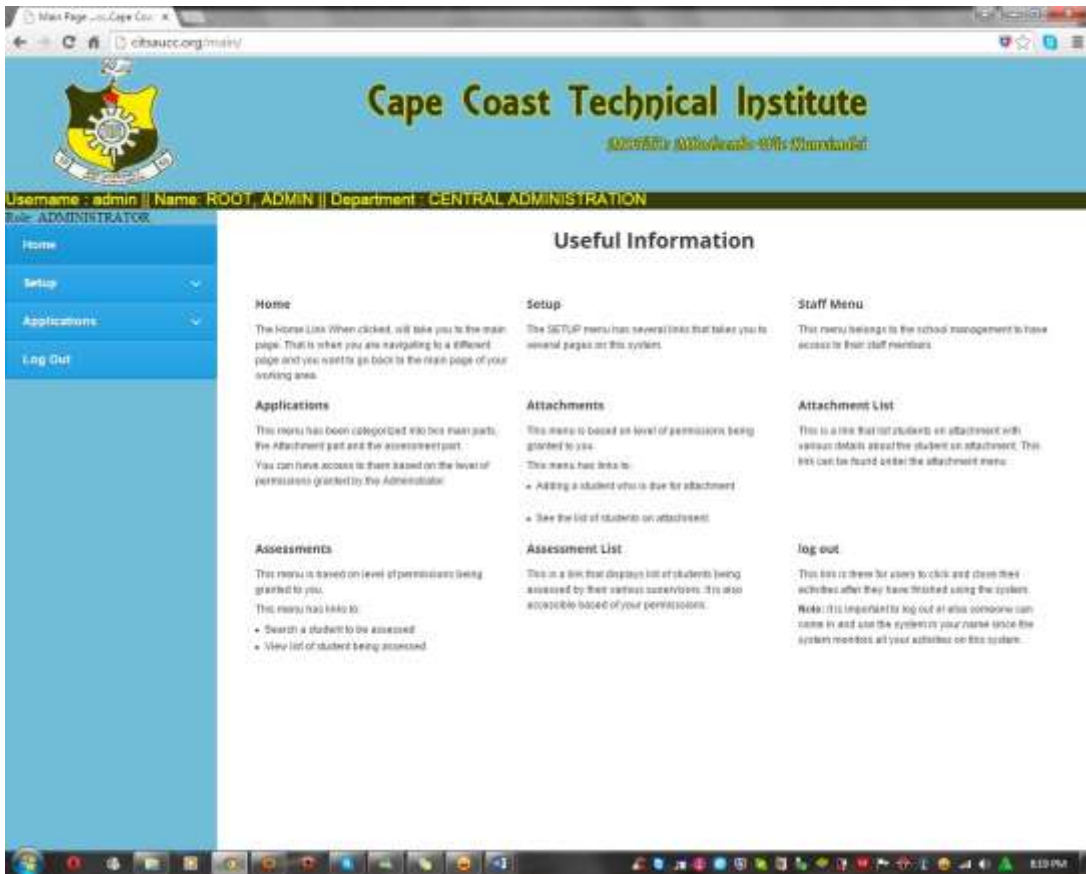 Main Page ...::Cape Coa
citsaucc.org/main/
Cape Coast Technical Institute
Username : admin || Name: ROOT, ADMIN || Department : CENTRAL ADMINISTRATION
Role: ADMINISTRATOR
Home
Setup
Applications
Log Out
Useful Information
Home
The Home Link When clicked, will take you to the main
page. That is when you are navigating to a different
page and you want to go back to the main page of your
working area.
Setup
The SETUP menu has several links that takes you to
several pages on this system.
Staff Menu
This menu belongs to the school management to have
access to their staff members
Applications
This menu has been categorized into two main parts,
the Attachment part and the assessment part.
You can have access to them based on the level of
permissions granted by the Administrator.
Attachments
This menu is based on level of permissions being
granted to you.
This menu has links to:
• Adding a student who is due for attachment
• See the list of students on attachment.
Attachment List
This is a link that list students on attachment with
various details about the student on attachment. This
link can be found under the attachment menu
Assessments
This menu is based on level of permissions being
granted to you.
This menu has links to:
• Search a student to be assessed
• View list of student being assessed
Assessment List
This is a link that displays list of students being
assessed by their various supervisors. It is also
accessible based of your permissions.
log out
This link is there for users to click and close their
activities after they have finished using the system.
Note: It is important to log out or else someone can
come in and use the system in your name since the
system monitors all your activities on this system.
8:19 PM